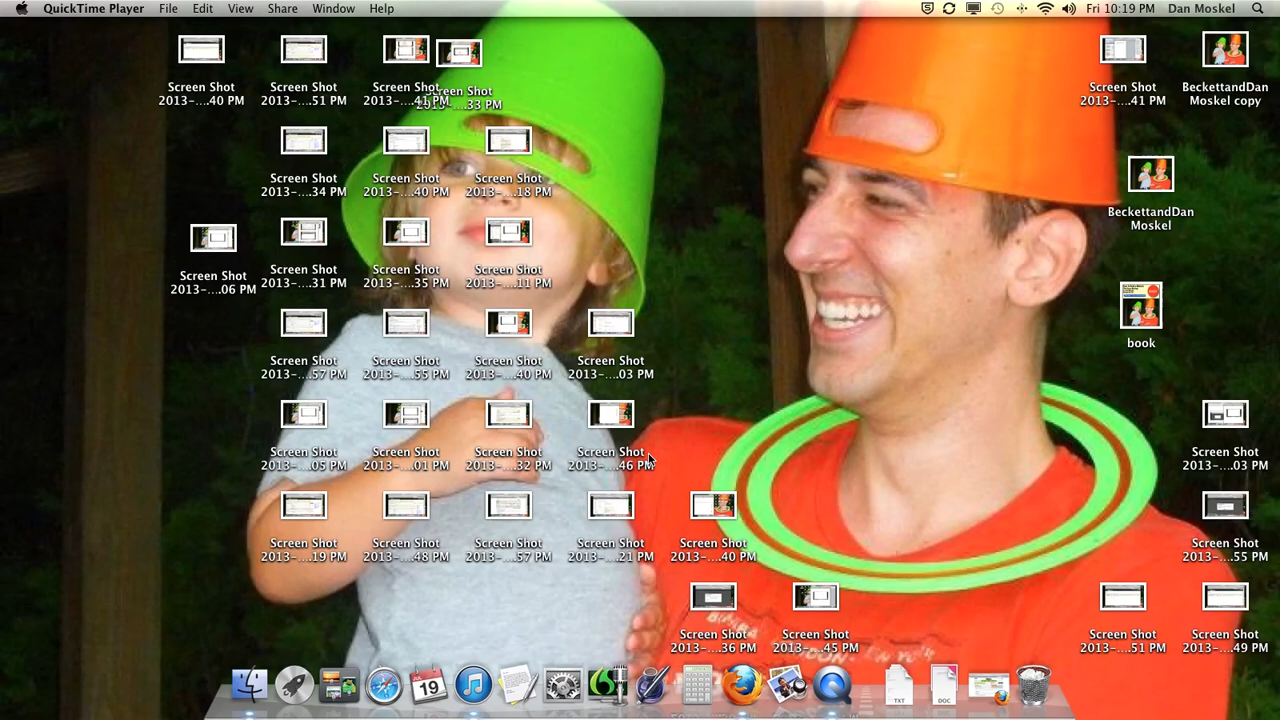 QuickTime Player File Edit View Share Window Help Fri 10:19 PM Dan Moskel
Screen Shot
2013-....40 PM
Screen Shot
2013-....51 PM
Screen Shot
2013-....41 PM
Screen Shot
2013-....33 PM
Screen Shot
2013-....41 PM
BeckettandDan
Moskel copy
Screen Shot
2013-....34 PM
Screen Shot
2013-....40 PM
Screen Shot
2013-....18 PM
BeckettandDan
Moskel
Screen Shot
2013-....06 PM
Screen Shot
2013-....31 PM
Screen Shot
2013-....35 PM
Screen Shot
2013-....11 PM
book
Screen Shot
2013-....57 PM
Screen Shot
2013-....55 PM
Screen Shot
2013-....40 PM
Screen Shot
2013-....03 PM
Screen Shot
2013-....05 PM
Screen Shot
2013-....01 PM
Screen Shot
2013-....32 PM
Screen Shot
2013-....46 PM
Screen Shot
2013-....03 PM
Screen Shot
2013-....19 PM
Screen Shot
2013-....48 PM
Screen Shot
2013-....57 PM
Screen Shot
2013-....21 PM
Screen Shot
2013-....40 PM
Screen Shot
2013-....55 PM
Screen Shot
2013-....36 PM
Screen Shot
2013-....45 PM
Screen Shot
2013-....51 PM
Screen Shot
2013-....49 PM
JUL
19
TXT
DOC